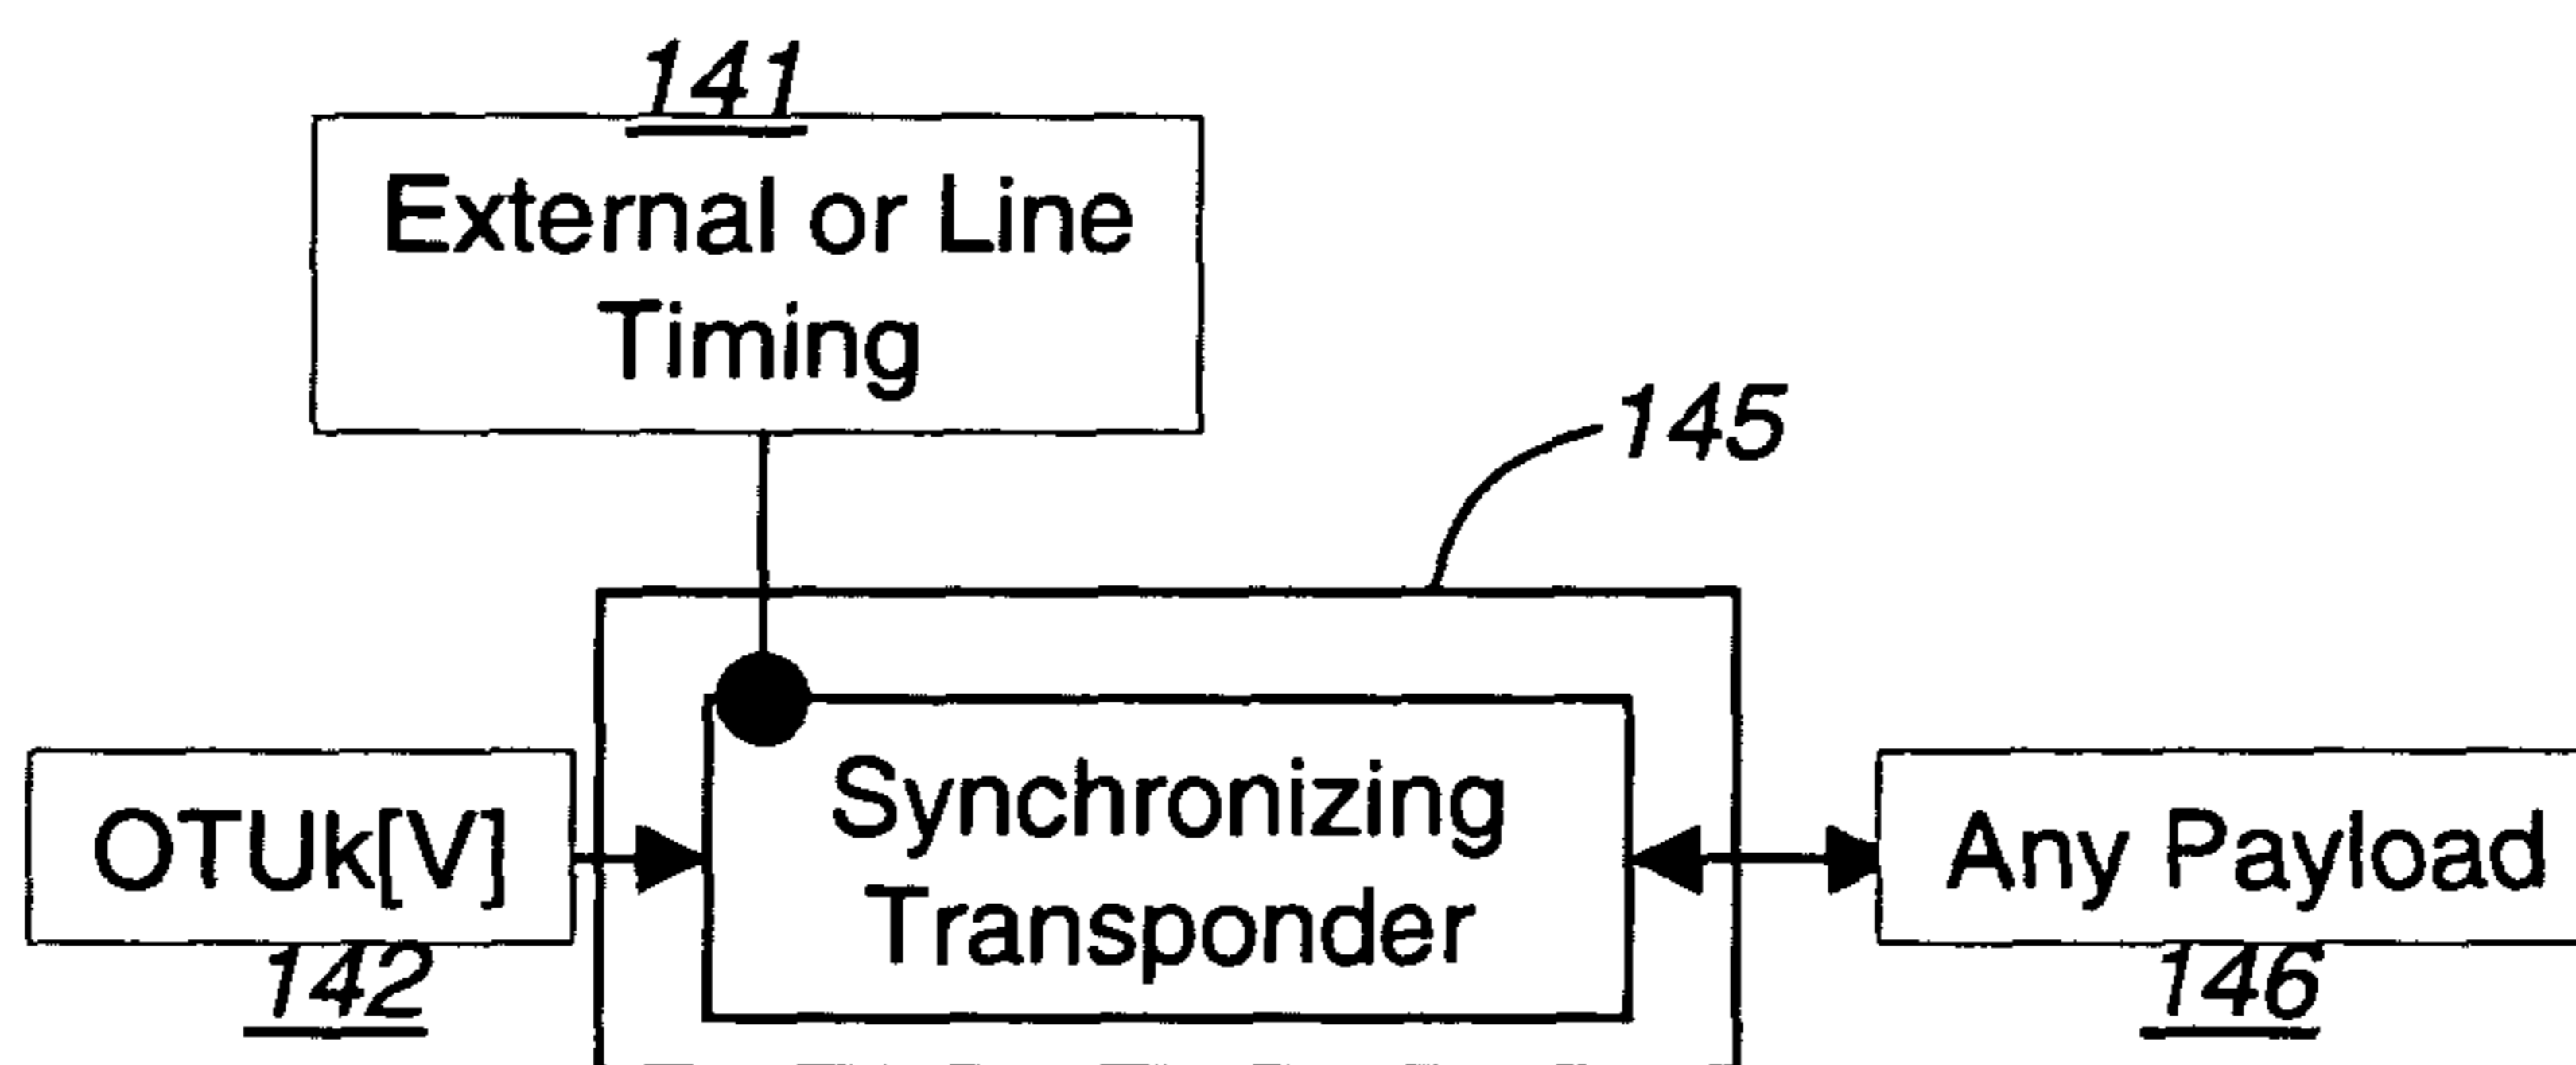 141
External or Line
Timing
145
Synchronizing
Transponder
OTUk[V]
142
Any Payload
146